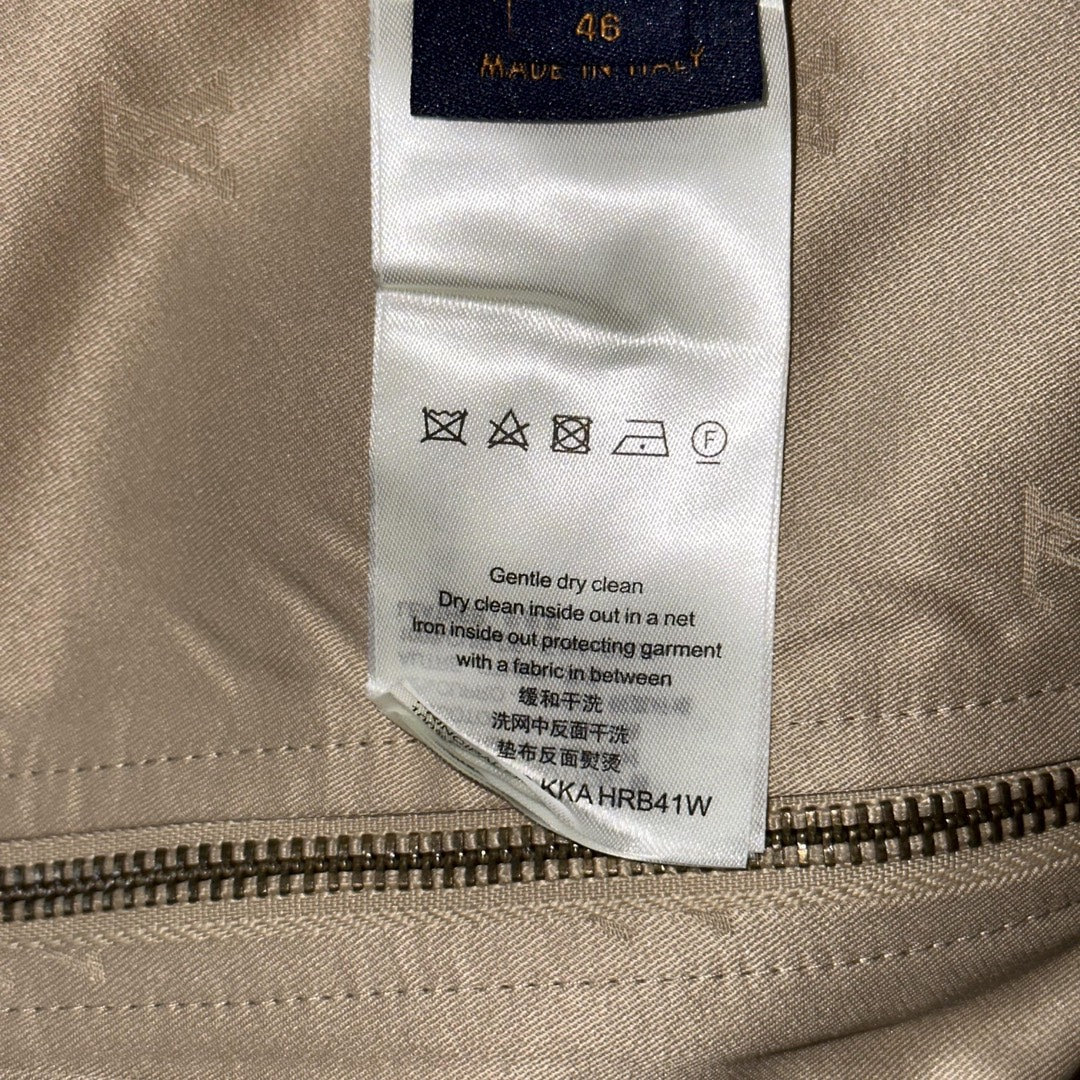 46
MADE IN ITALY
F
Gentle dry clean
Dry clean inside out in a net
Iron inside out protecting garment
with a fabric in between
缓和干洗
洗网中反面干洗
垫布反面熨烫
KKA HRB41W